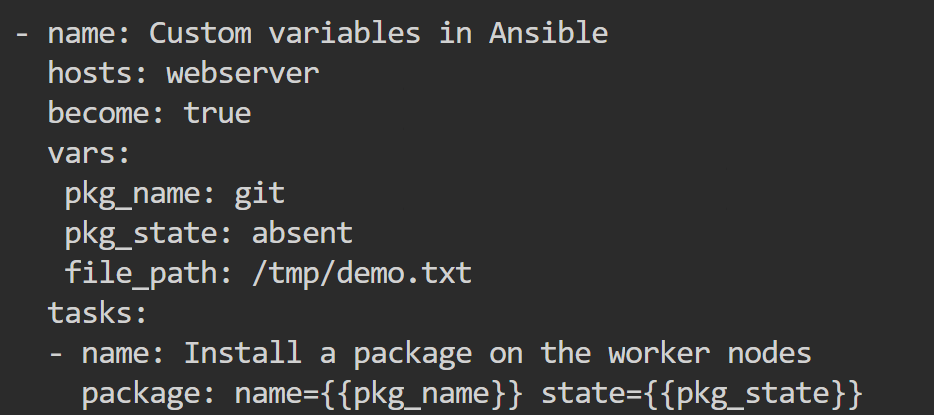 - name: Custom variables in Ansible
  hosts: webserver
  become: true
  vars:
   pkg_name: git
   pkg_state: absent
   file_path: /tmp/demo.txt
  tasks:
  - name: Install a package on the worker nodes
    package: name={{pkg_name}} state={{pkg_state}}